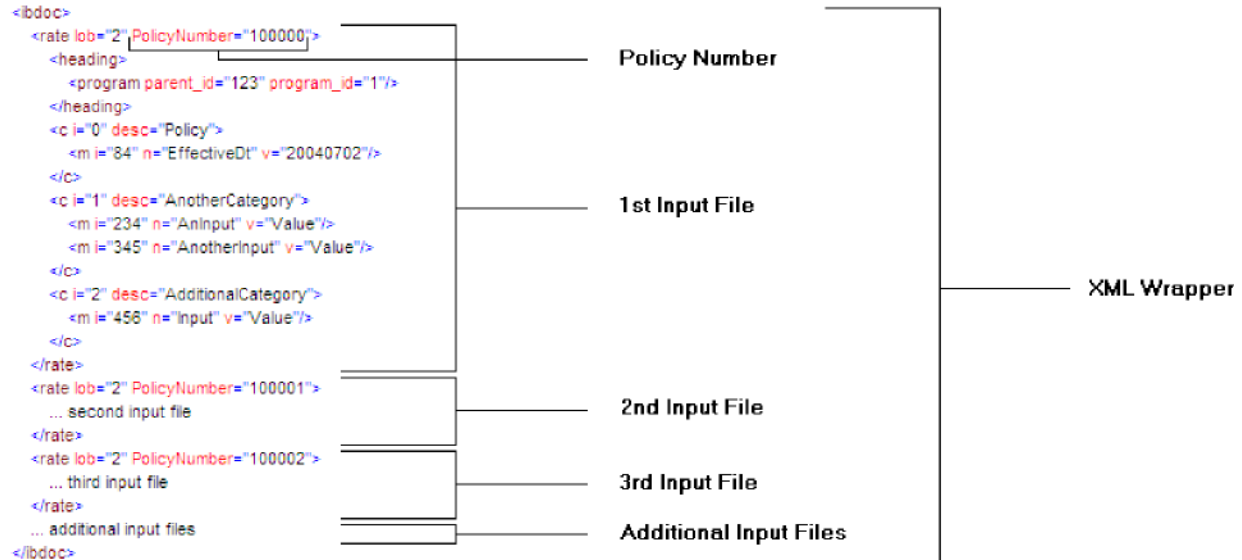 <ibdoc>
<rate lob="2" PolicyNumber="100000">
Policy Number
<heading>
<program parent_id="123" program_id="1"/>
</heading>
<c i="0" desc="Policy">
<m i="84" n="EffectiveDt" v="20040702"/>
</c>
<c i="1" desc="AnotherCategory">
1st Input File
<m i="234" n="AnInput" v="Value"/>
<m i="345" n="AnotherInput" v="Value"/>
</c>
<c i="2" desc="AdditionalCategory">
XML Wrapper
<m i="456" n="Input" v="Value"/>
</c>
</rate>
<rate lob="2" PolicyNumber="100001">
... second input file
2nd Input File
</rate>
<rate lob="2" PolicyNumber="100002">
... third input file
3rd Input File
</rate>
... additional input files
Additional Input Files
</ibdoc>